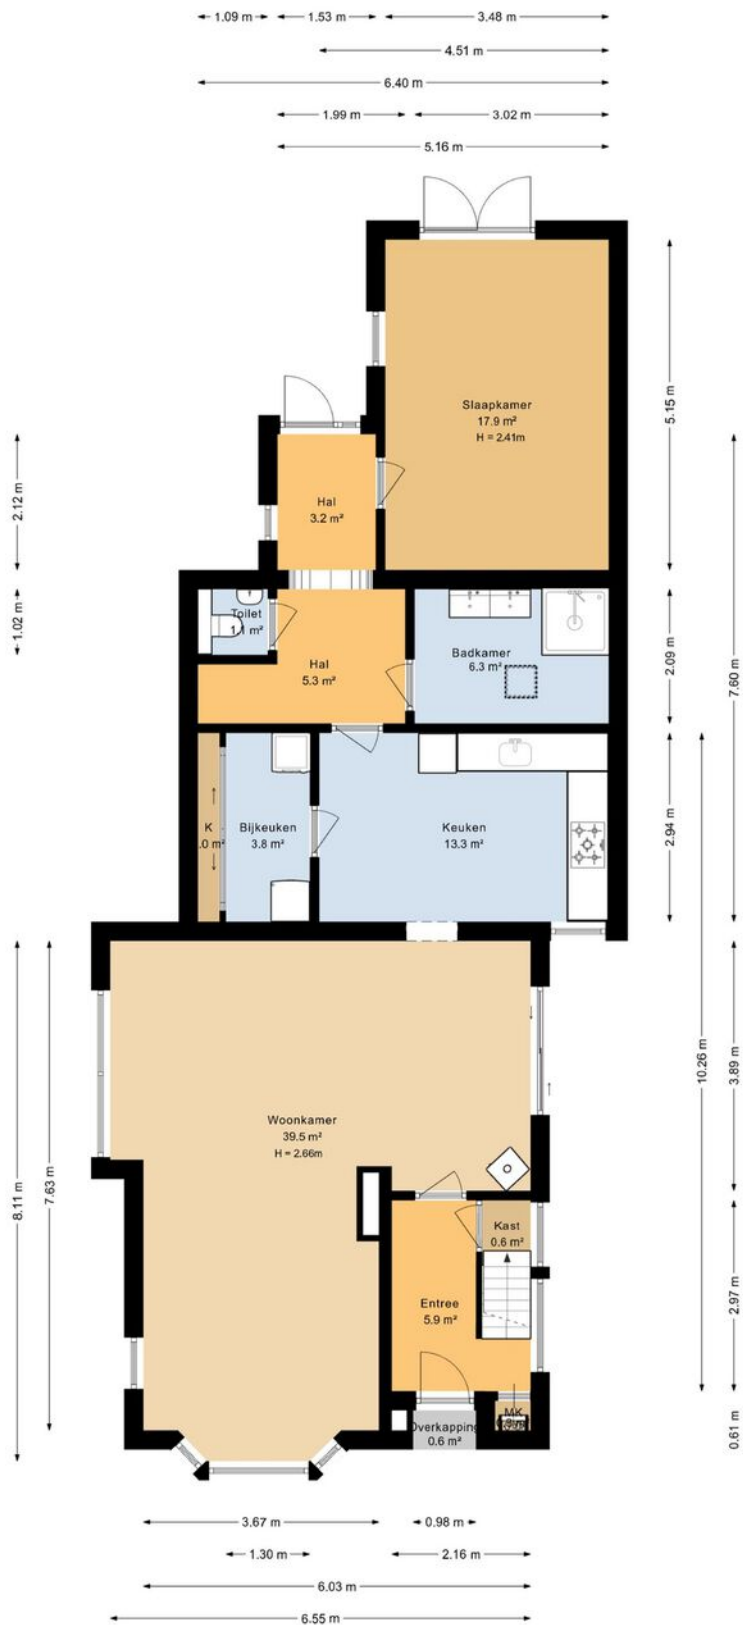 1.09 m
1.53 m
3.48 m
4.51 m
6.40 m
1.99 m
3.02 m
5.16 m
Slaapkamer
17.9 m²
H = 2.41m
5.15 m
2.12 m
Hal
3.2 m²
1.02 m
Toilet
1.1 m²
Hal
5.3 m²
Badkamer
6.3 m²
2.09 m
7.60 m
K
.0 m²
Bijkeuken
3.8 m²
Keuken
13.3 m²
2.94 m
10.26 m
3.89 m
Woonkamer
39.5 m²
H = 2.66m
8.11 m
7.63 m
Kast
0.6 m²
Entree
5.9 m²
2.97 m
MK
Overkapping
0.6 m²
0.61 m
3.67 m
0.98 m
1.30 m
2.16 m
6.03 m
6.55 m